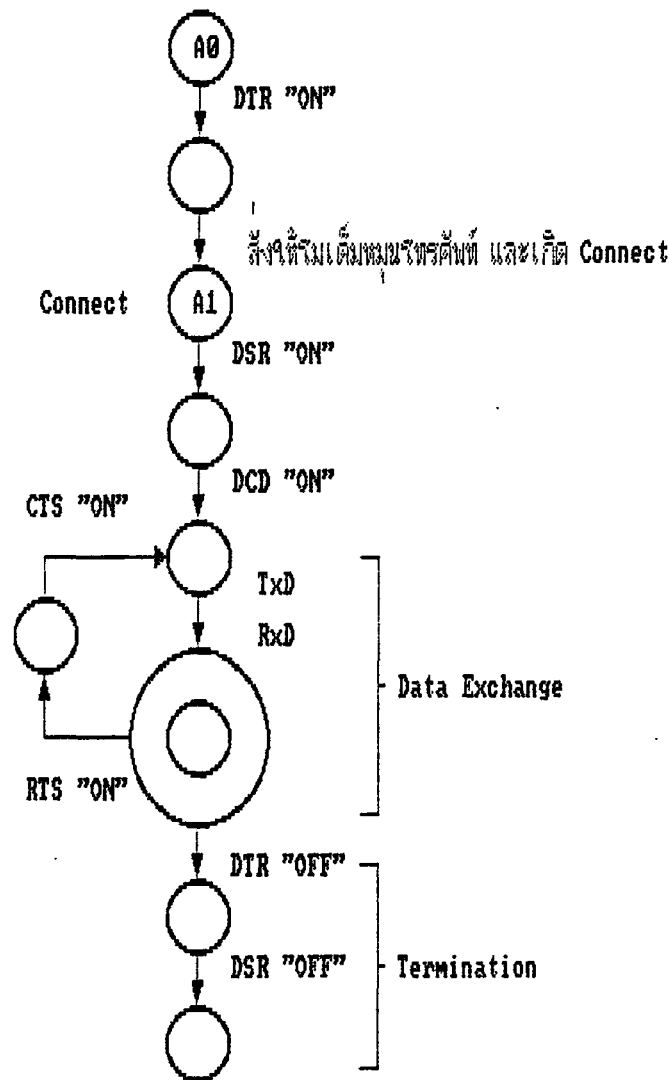 A0
DTR "ON"
สั่งให้โมเด็มหมุนโทรศัพท์ และเกิด Connect
Connect
A1
DSR "ON"
DCD "ON"
CTS "ON"
TxD
RxD
Data Exchange
RTS "ON"
DTR "OFF"
DSR "OFF"
Termination